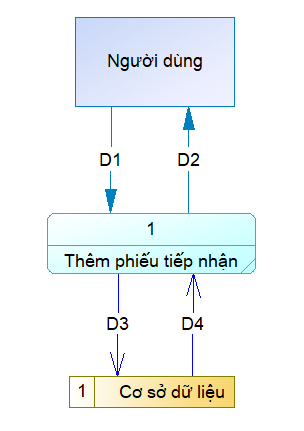 Người dùng
D1 D2
1
Thêm phiếu tiếp nhận
D3 D4
1 Cơ sở dữ liệu